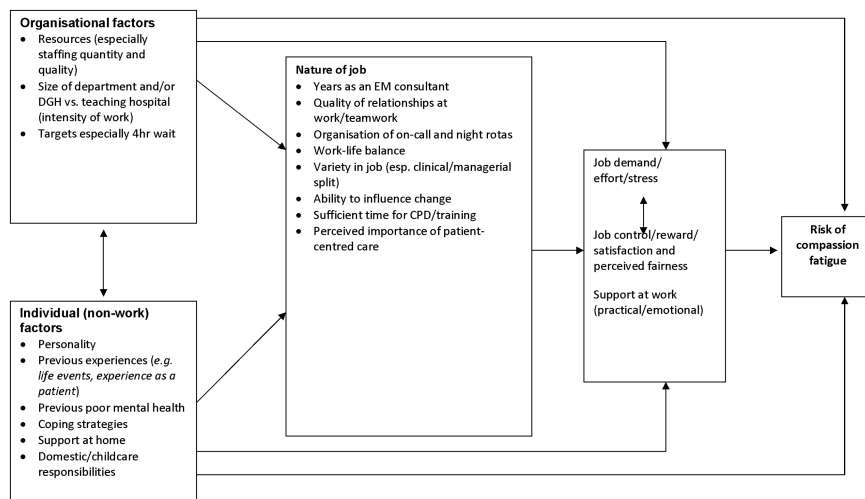 Organisational factors
• Resources (especially
staffing quantity and
quality)
• Size of department and/or
DGH vs. teaching hospital
(intensity of work)
• Targets especially 4hr wait
Individual (non-work)
factors
• Personality
• Previous experiences (e.g.
life events, experience as a
patient)
• Previous poor mental health
• Coping strategies
• Support at home
• Domestic/childcare
responsibilities
Nature of job
• Years as an EM consultant
• Quality of relationships at
work/teamwork
• Organisation of on-call and night rotas
• Work-life balance
• Variety in job (esp. clinical/managerial
split)
• Ability to influence change
• Sufficient time for CPD/training
• Perceived importance of patient-
centred care
Job demand/
effort/stress
Job control/reward/
satisfaction and
perceived fairness
Support at work
(practical/emotional)
Risk of
compassion
fatigue